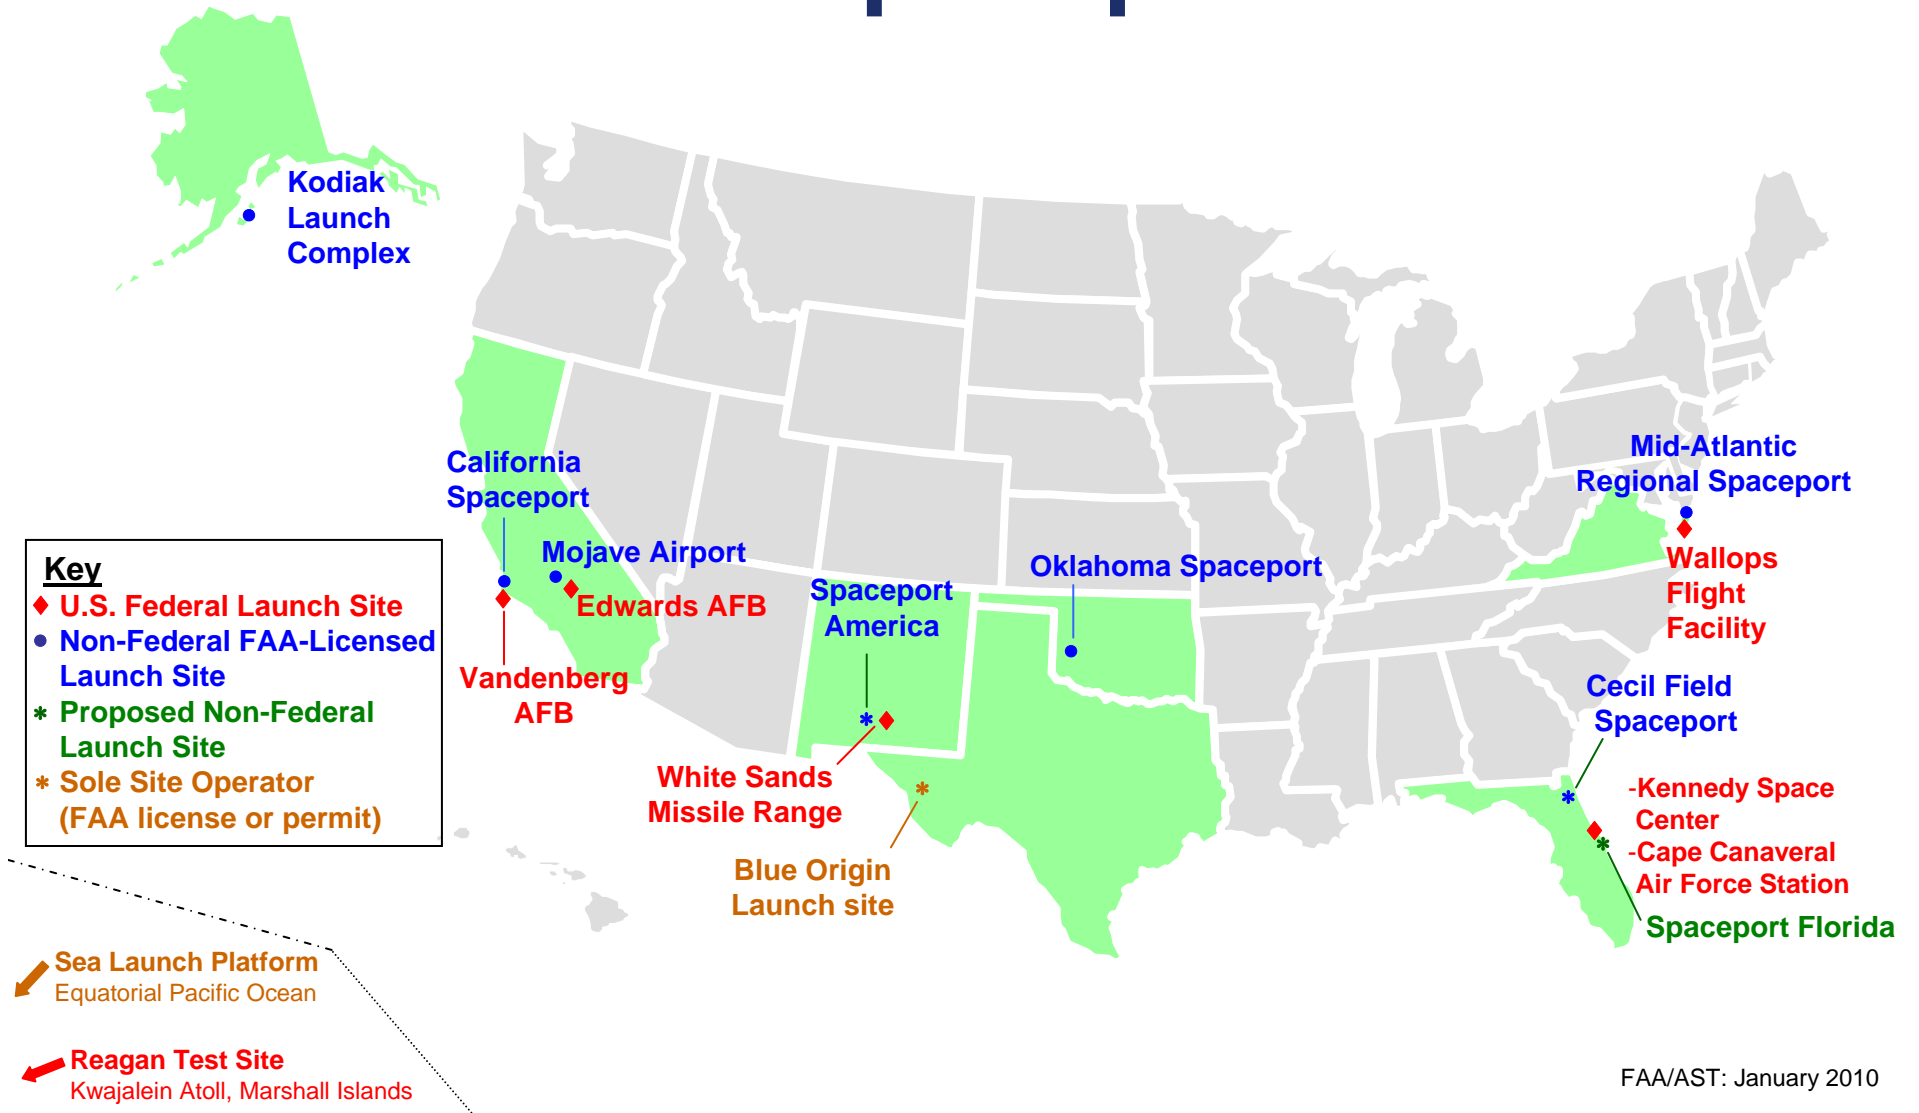 Kodiak
Launch
Complex
California
Spaceport
Mojave Airport
Edwards AFB
Vandenberg
AFB
Spaceport
America
Oklahoma Spaceport
White Sands
Missile Range
Blue Origin
Launch site
Mid-Atlantic
Regional Spaceport
Wallops
Flight
Facility
Cecil Field
Spaceport
-Kennedy Space
Center
-Cape Canaveral
Air Force Station
Spaceport Florida
Key
U.S. Federal Launch Site
Non-Federal FAA-Licensed
Launch Site
Proposed Non-Federal
Launch Site
Sole Site Operator
(FAA license or permit)
Sea Launch Platform
Equatorial Pacific Ocean
Reagan Test Site
Kwajalein Atoll, Marshall Islands
FAA/AST: January 2010